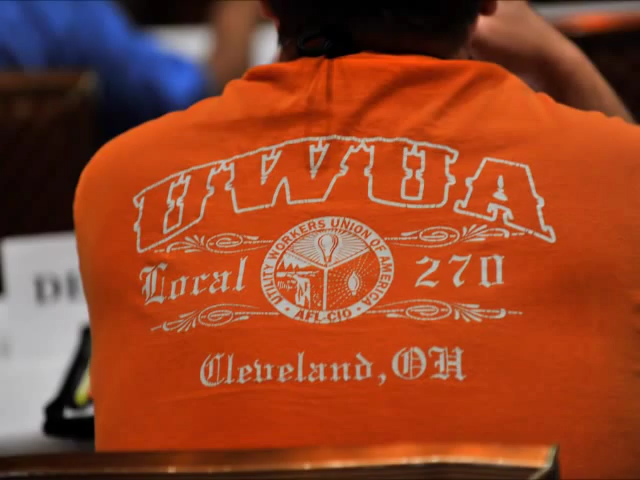 UWUA
Local 270
UTILITY WORKERS UNION OF AMERICA
AFL-CIO
Cleveland, OH